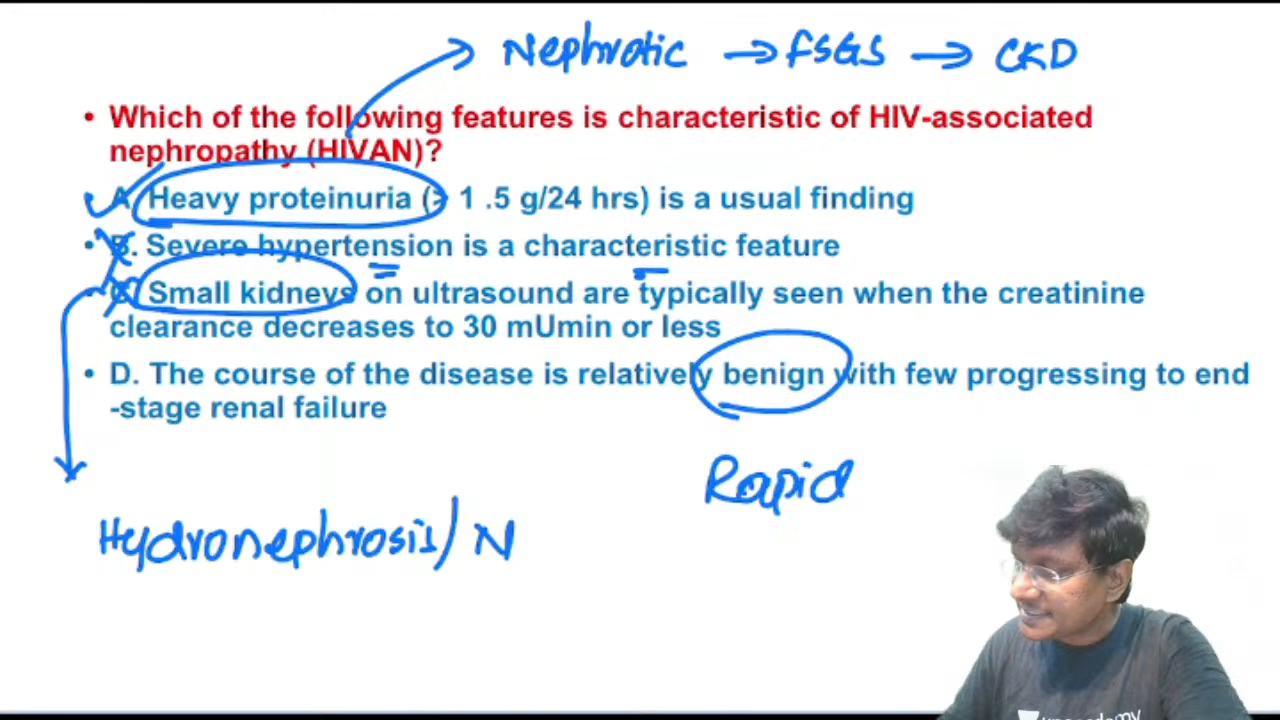 Nephrotic → FSGS → CKD
• Which of the following features is characteristic of HIV-associated
nephropathy (HIVAN)?
• A. Heavy proteinuria (> 1 .5 g/24 hrs) is a usual finding
• B. Severe hypertension is a characteristic feature
• C. Small kidneys on ultrasound are typically seen when the creatinine
clearance decreases to 30 mUmin or less
• D. The course of the disease is relatively benign with few progressing to end
-stage renal failure
Rapid
Hydronephrosis/ N